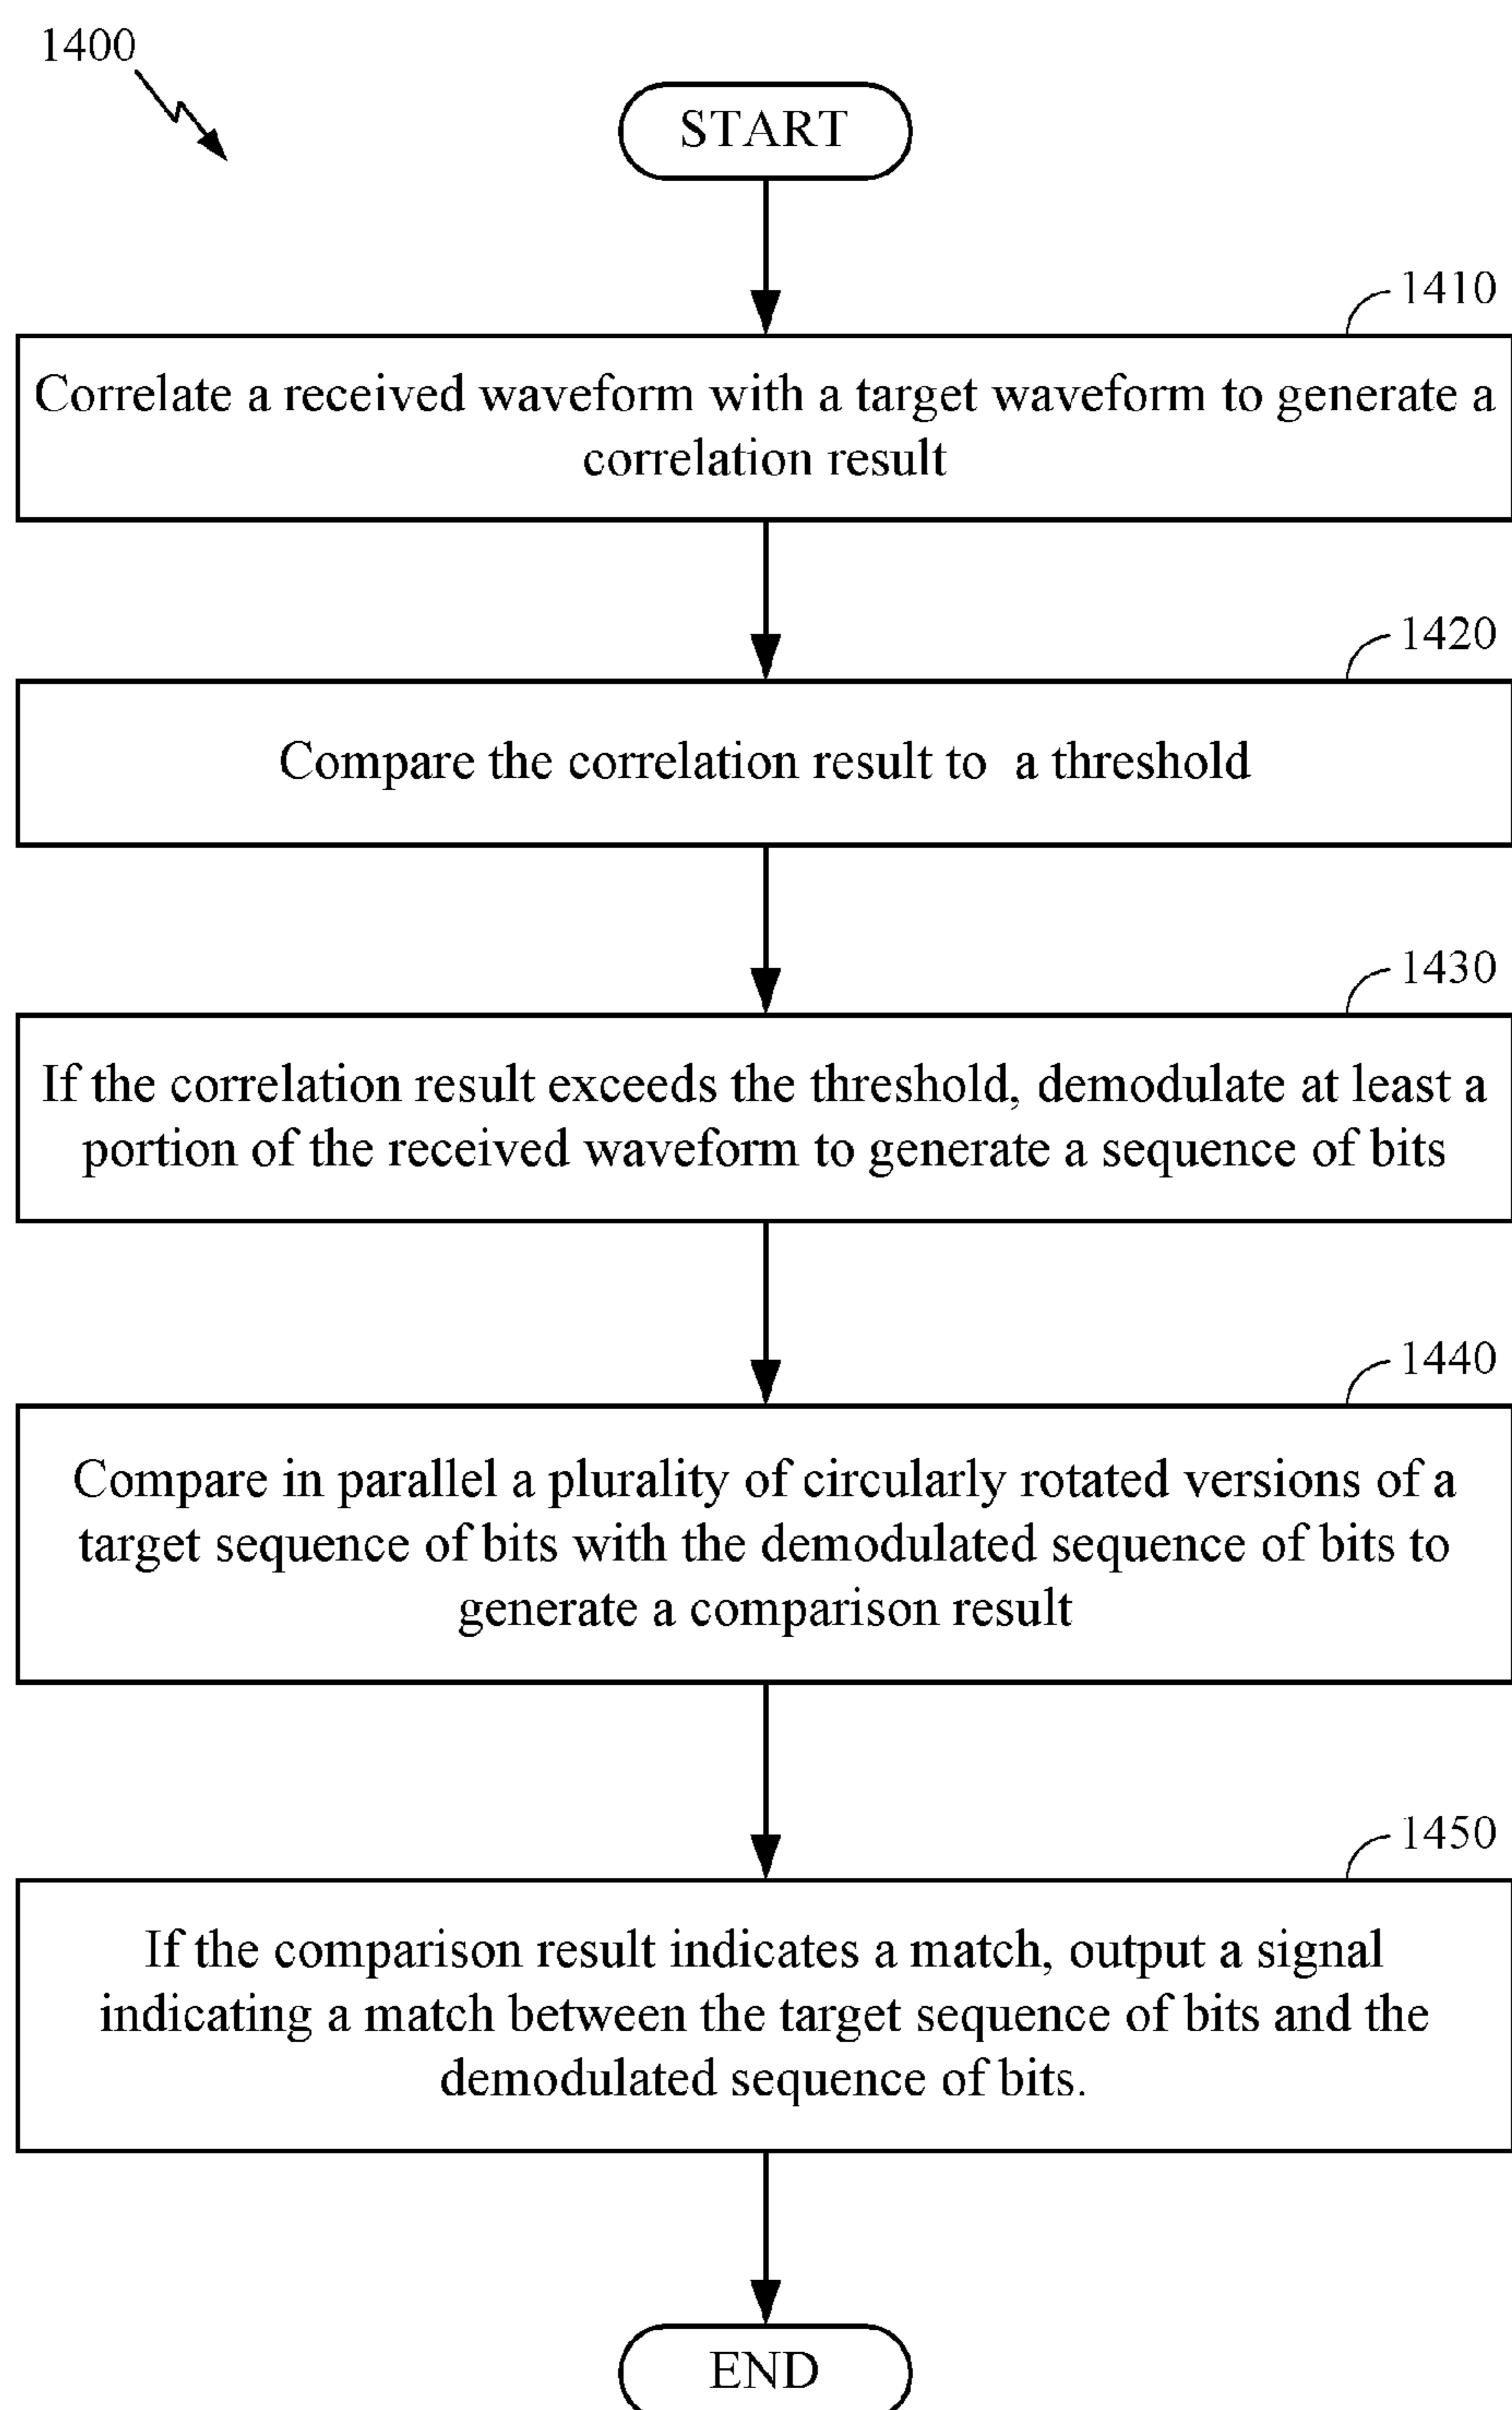 1400
START
1410
Correlate a received waveform with a target waveform to generate a
correlation result
1420
Compare the correlation result to a threshold
1430
If the correlation result exceeds the threshold, demodulate at least a
portion of the received waveform to generate a sequence of bits
1440
Compare in parallel a plurality of circularly rotated versions of a
target sequence of bits with the demodulated sequence of bits to
generate a comparison result
1450
If the comparison result indicates a match, output a signal
indicating a match between the target sequence of bits and the
demodulated sequence of bits.
END